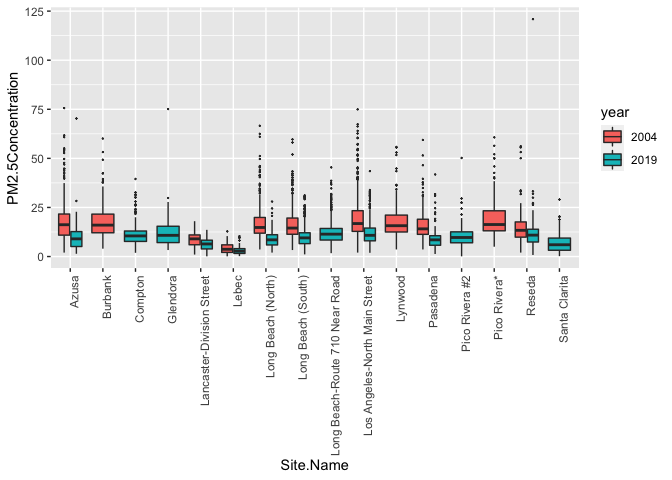 125
100
75
50
25
0
PM2.5Concentration
Azusa
Burbank
Compton
Glendora
Lancaster-Division Street
Lebec
Long Beach (North)
Long Beach (South)
Long Beach-Route 710 Near Road
Los Angeles-North Main Street
Lynwood
Pasadena
Pico Rivera #2
Pico Rivera*
Reseda
Santa Clarita
Site.Name
year
2004
2019